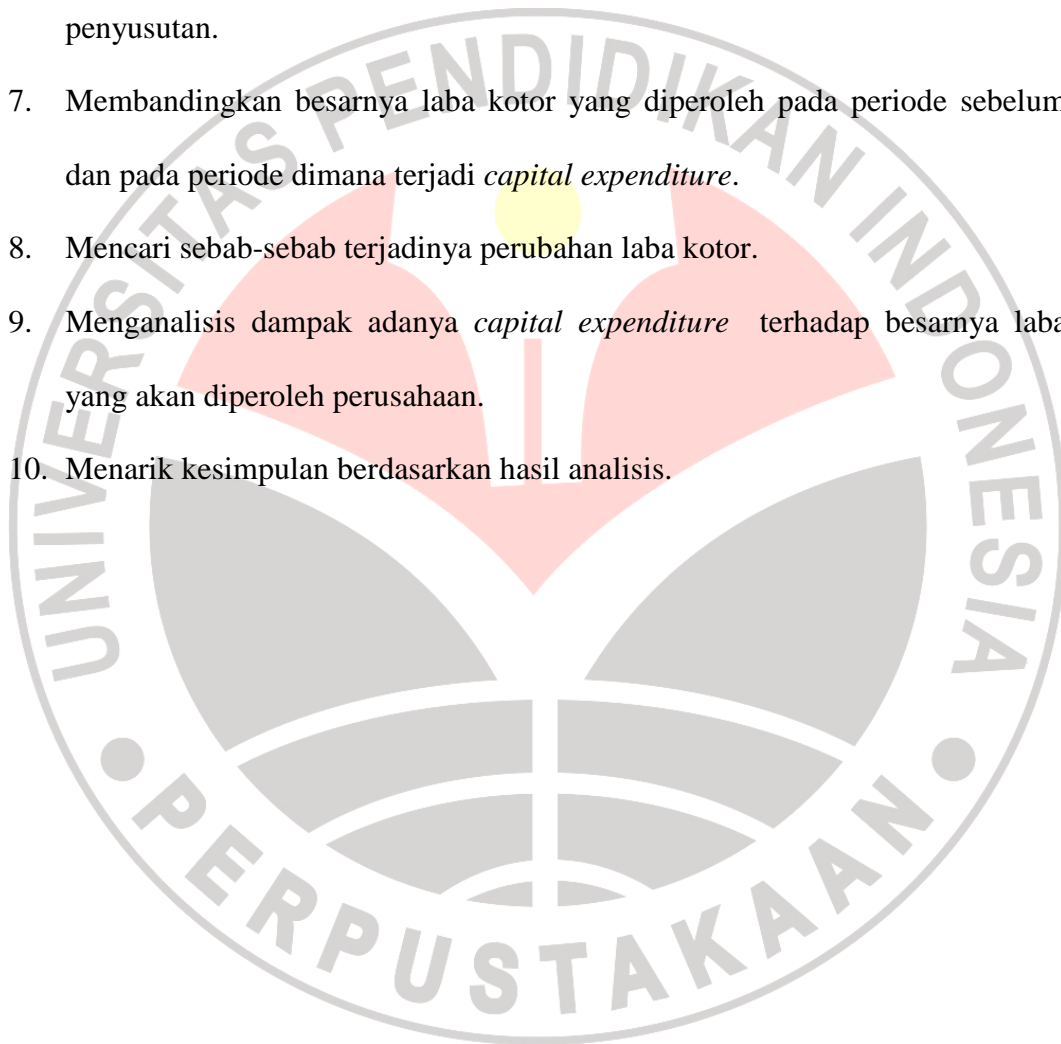 penyusutan.
7. Membandingkan besarnya laba kotor yang diperoleh pada periode sebelum
dan pada periode dimana terjadi capital expenditure.
8. Mencari sebab-sebab terjadinya perubahan laba kotor.
9. Menganalisis dampak adanya capital expenditure terhadap besarnya laba
yang akan diperoleh perusahaan.
10. Menarik kesimpulan berdasarkan hasil analisis.
UNIVERSITAS PENDIDIKAN INDONESIA
PERPUSTAKAAN